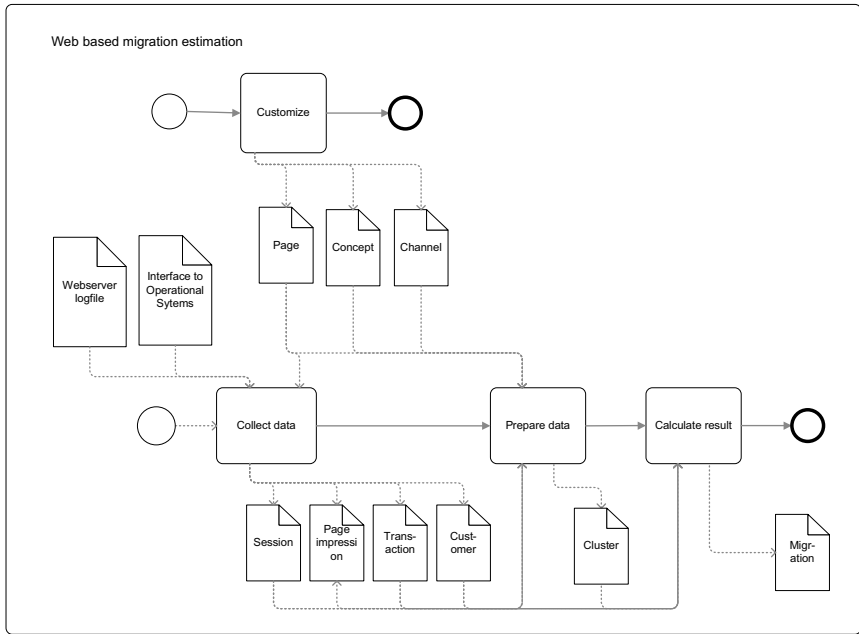 Web based migration estimation
Customize
Page
Concept
Channel
Webserver
logfile
Interface to
Operational
Sytems
Collect data
Prepare data
Calculate result
Session
Page
impressi
on
Trans-
action
Cust-
omer
Cluster
Migr-
ation